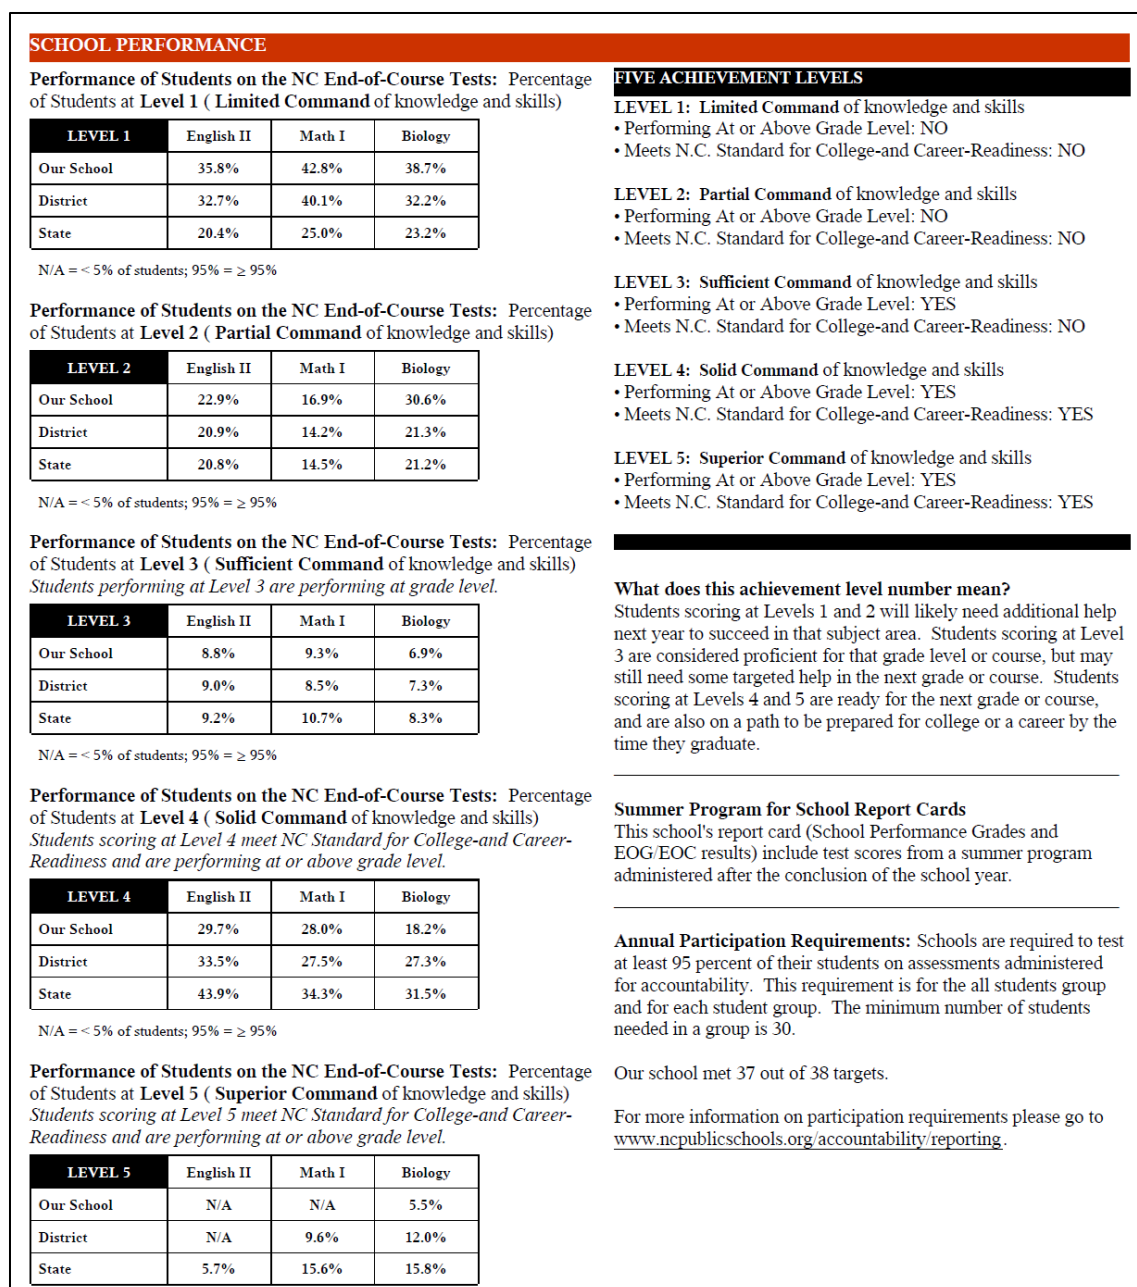 SCHOOL PERFORMANCE
Performance of Students on the NC End-of-Course Tests: Percentage
of Students at Level 1 ( Limited Command of knowledge and skills)
LEVEL 1 English II Math I Biology
Our School 35.8% 42.8% 38.7%
District 32.7% 40.1% 32.2%
State 20.4% 25.0% 23.2%
N/A = < 5% of students; 95% = ≥ 95%
Performance of Students on the NC End-of-Course Tests: Percentage
of Students at Level 2 ( Partial Command of knowledge and skills)
LEVEL 2 English II Math I Biology
Our School 22.9% 16.9% 30.6%
District 20.9% 14.2% 21.3%
State 20.8% 14.5% 21.2%
N/A = < 5% of students; 95% = ≥ 95%
Performance of Students on the NC End-of-Course Tests: Percentage
of Students at Level 3 ( Sufficient Command of knowledge and skills)
Students performing at Level 3 are performing at grade level.
LEVEL 3 English II Math I Biology
Our School 8.8% 9.3% 6.9%
District 9.0% 8.5% 7.3%
State 9.2% 10.7% 8.3%
N/A = < 5% of students; 95% = ≥ 95%
Performance of Students on the NC End-of-Course Tests: Percentage
of Students at Level 4 ( Solid Command of knowledge and skills)
Students scoring at Level 4 meet NC Standard for College-and Career-
Readiness and are performing at or above grade level.
LEVEL 4 English II Math I Biology
Our School 29.7% 28.0% 18.2%
District 33.5% 27.5% 27.3%
State 43.9% 34.3% 31.5%
N/A = < 5% of students; 95% = ≥ 95%
Performance of Students on the NC End-of-Course Tests: Percentage
of Students at Level 5 ( Superior Command of knowledge and skills)
Students scoring at Level 5 meet NC Standard for College-and Career-
Readiness and are performing at or above grade level.
LEVEL 5 English II Math I Biology
Our School N/A N/A 5.5%
District N/A 9.6% 12.0%
State 5.7% 15.6% 15.8%
FIVE ACHIEVEMENT LEVELS
LEVEL 1: Limited Command of knowledge and skills
• Performing At or Above Grade Level: NO
• Meets N.C. Standard for College-and Career-Readiness: NO
LEVEL 2: Partial Command of knowledge and skills
• Performing At or Above Grade Level: NO
• Meets N.C. Standard for College-and Career-Readiness: NO
LEVEL 3: Sufficient Command of knowledge and skills
• Performing At or Above Grade Level: YES
• Meets N.C. Standard for College-and Career-Readiness: NO
LEVEL 4: Solid Command of knowledge and skills
• Performing At or Above Grade Level: YES
• Meets N.C. Standard for College-and Career-Readiness: YES
LEVEL 5: Superior Command of knowledge and skills
• Performing At or Above Grade Level: YES
• Meets N.C. Standard for College-and Career-Readiness: YES
What does this achievement level number mean?
Students scoring at Levels 1 and 2 will likely need additional help
next year to succeed in that subject area. Students scoring at Level
3 are considered proficient for that grade level or course, but may
still need some targeted help in the next grade or course. Students
scoring at Levels 4 and 5 are ready for the next grade or course,
and are also on a path to be prepared for college or a career by the
time they graduate.
Summer Program for School Report Cards
This school's report card (School Performance Grades and
EOG/EOC results) include test scores from a summer program
administered after the conclusion of the school year.
Annual Participation Requirements: Schools are required to test
at least 95 percent of their students on assessments administered
for accountability. This requirement is for the all students group
and for each student group. The minimum number of students
needed in a group is 30.
Our school met 37 out of 38 targets.
For more information on participation requirements please go to
www.ncpublicschools.org/accountability/reporting.